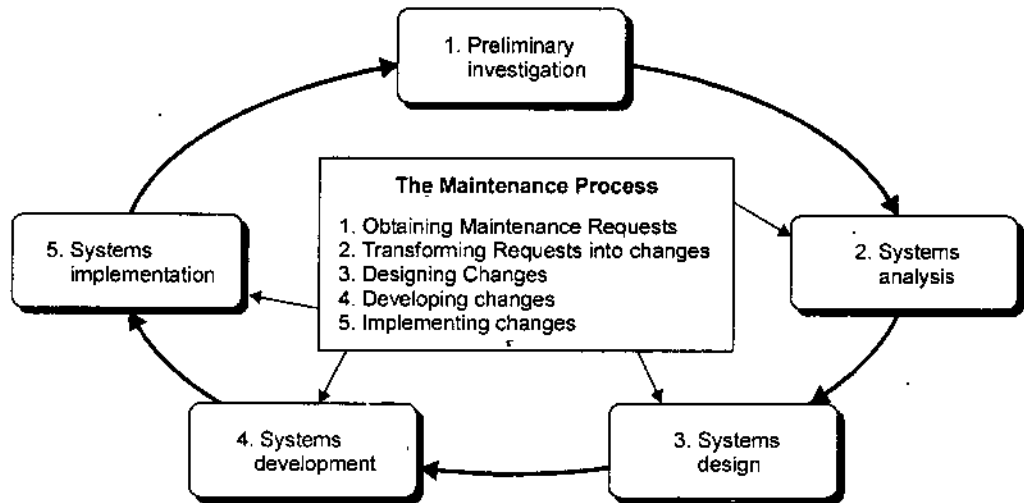 1. Preliminary
investigation
The Maintenance Process
1. Obtaining Maintenance Requests
2. Transforming Requests into changes
3. Designing Changes
4. Developing changes
5. Implementing changes
5. Systems
implementation
2. Systems
analysis
4. Systems
development
3. Systems
design